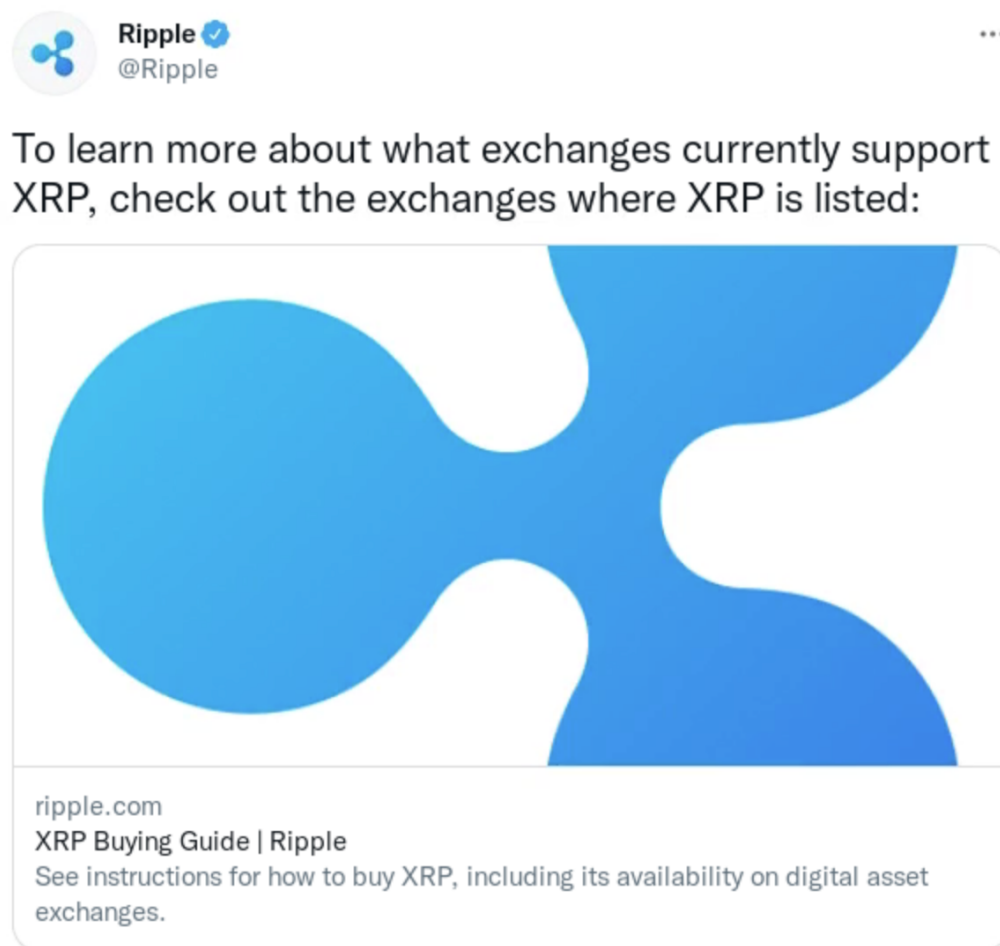 Ripple
@Ripple
To learn more about what exchanges currently support
XRP, check out the exchanges where XRP is listed:
ripple.com
XRP Buying Guide | Ripple
See instructions for how to buy XRP, including its availability on digital asset
exchanges.